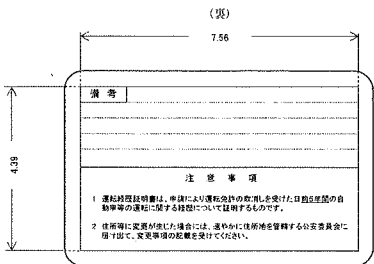 (裏)
7.56
4.39
備考
注意事項
1 運転経歴証明書は、申請により運転免許の取消しを受けた日前5年間の自
動車等の運転に関する経歴について証明するものです。
2 住所等に変更が生じた場合には、速やかに住所地を管轄する公安委員会に
届け出て、変更事項の記載を受けてください。